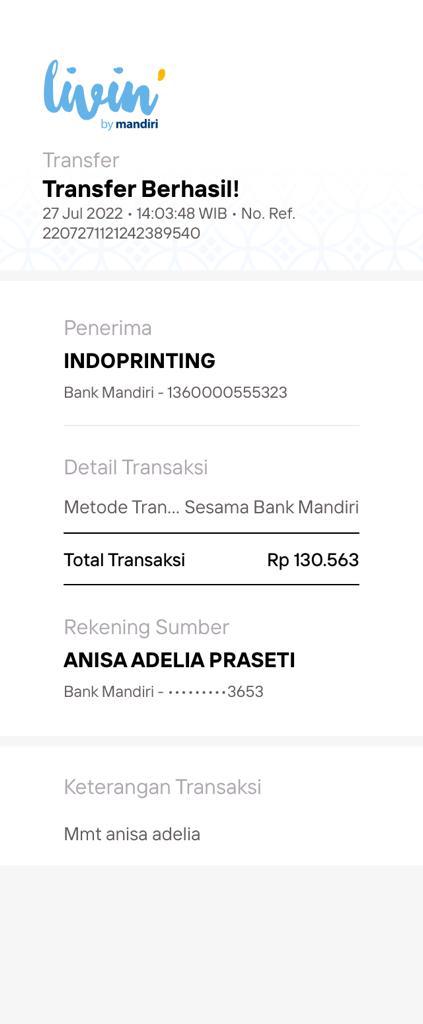 livin'
by mandiri
Transfer
Transfer Berhasil!
27 Jul 2022 • 14:03:48 WIB • No. Ref.
2207271121242389540
Penerima
INDOPRINTING
Bank Mandiri - 1360000555323
Detail Transaksi
Metode Tran... Sesama Bank Mandiri
Total Transaksi Rp 130.563
Rekening Sumber
ANISA ADELIA PRASETI
Bank Mandiri - •••••••••3653
Keterangan Transaksi
Mmt anisa adelia